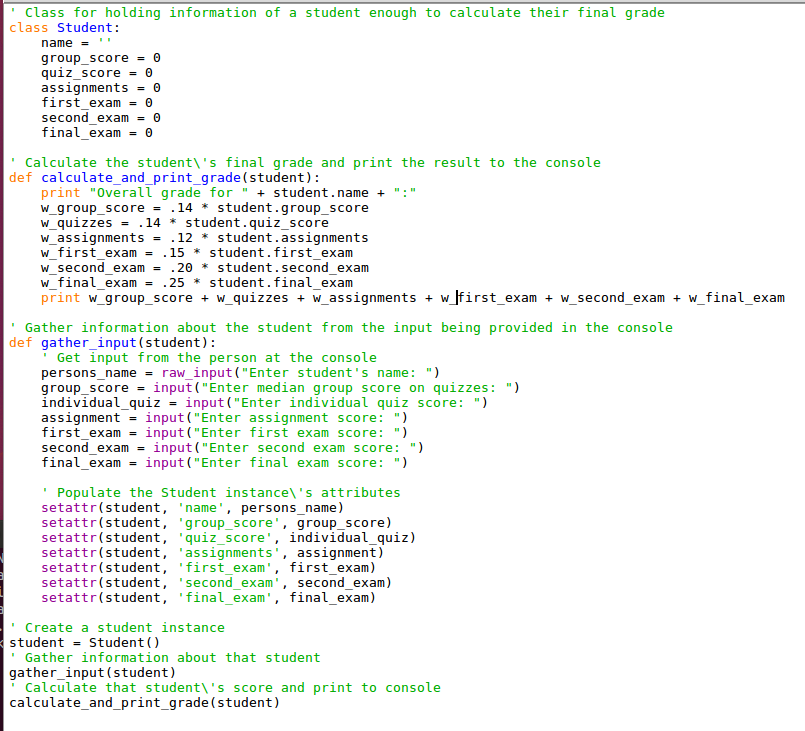 ' Class for holding information of a student enough to calculate their final grade
class Student:
    name = ''
    group_score = 0
    quiz_score = 0
    assignments = 0
    first_exam = 0
    second_exam = 0
    final_exam = 0

' Calculate the student\'s final grade and print the result to the console
def calculate_and_print_grade(student):
    print "Overall grade for " + student.name + ":"
    w_group_score = .14 * student.group_score
    w_quizzes = .14 * student.quiz_score
    w_assignments = .12 * student.assignments
    w_first_exam = .15 * student.first_exam
    w_second_exam = .20 * student.second_exam
    w_final_exam = .25 * student.final_exam
    print w_group_score + w_quizzes + w_assignments + w_first_exam + w_second_exam + w_final_exam

' Gather information about the student from the input being provided in the console
def gather_input(student):
    ' Get input from the person at the console
    persons_name = raw_input("Enter student's name: ")
    group_score = input("Enter median group score on quizzes: ")
    individual_quiz = input("Enter individual quiz score: ")
    assignment = input("Enter assignment score: ")
    first_exam = input("Enter first exam score: ")
    second_exam = input("Enter second exam score: ")
    final_exam = input("Enter final exam score: ")

    ' Populate the Student instance\'s attributes
    setattr(student, 'name', persons_name)
    setattr(student, 'group_score', group_score)
    setattr(student, 'quiz_score', individual_quiz)
    setattr(student, 'assignments', assignment)
    setattr(student, 'first_exam', first_exam)
    setattr(student, 'second_exam', second_exam)
    setattr(student, 'final_exam', final_exam)

' Create a student instance
student = Student()
' Gather information about that student
gather_input(student)
' Calculate that student\'s score and print to console
calculate_and_print_grade(student)